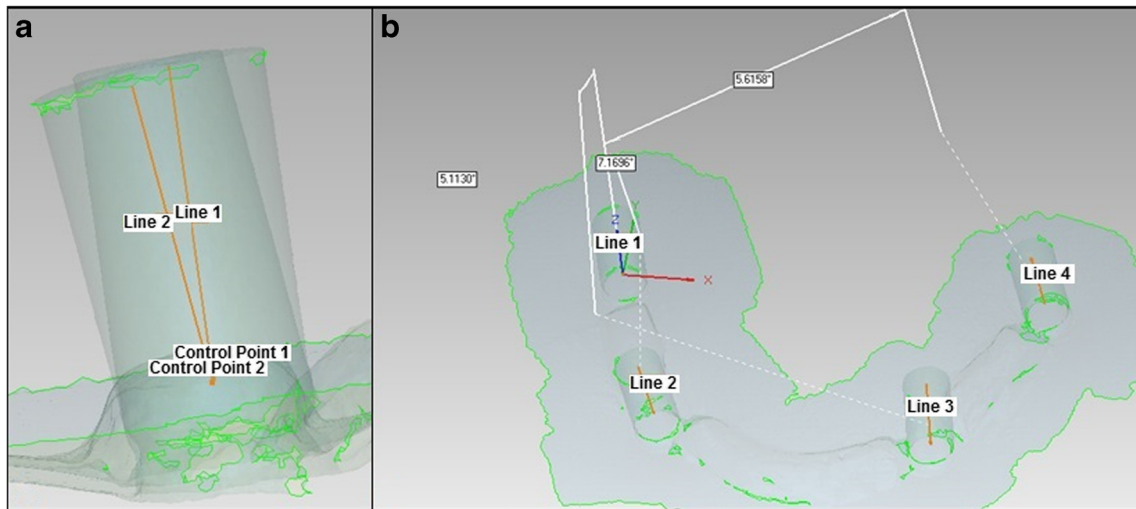 a
Line 1
Line 2
Control Point 1
Control Point 2
b
5.6158°
7.1696°
5.1130°
Z
Y
Line 1
X
Line 4
Line 2
Line 3